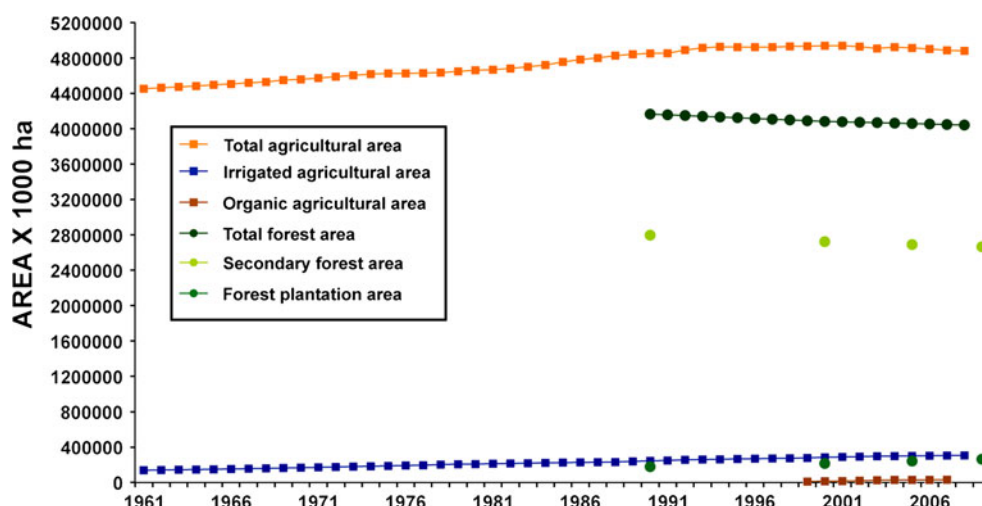 5200000
4800000
4400000
4000000
3600000
3200000
2800000
2400000
2000000
1600000
1200000
800000
400000
0
AREA X 1000 ha
Total agricultural area
Irrigated agricultural area
Organic agricultural area
Total forest area
Secondary forest area
Forest plantation area
1961 1966 1971 1976 1981 1986 1991 1996 2001 2006